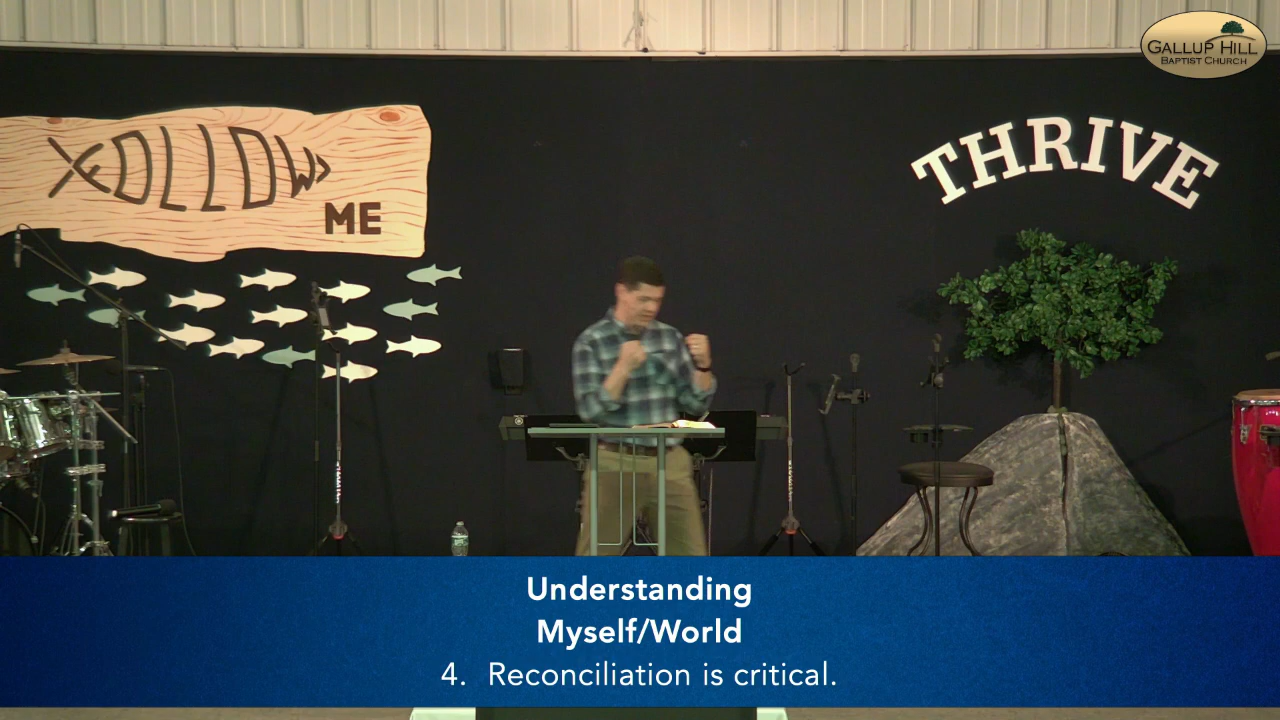 GALLUP HILL
BAPTIST CHURCH
FOLLOW
ME
THRIVE
Understanding
Myself/World
4. Reconciliation is critical.